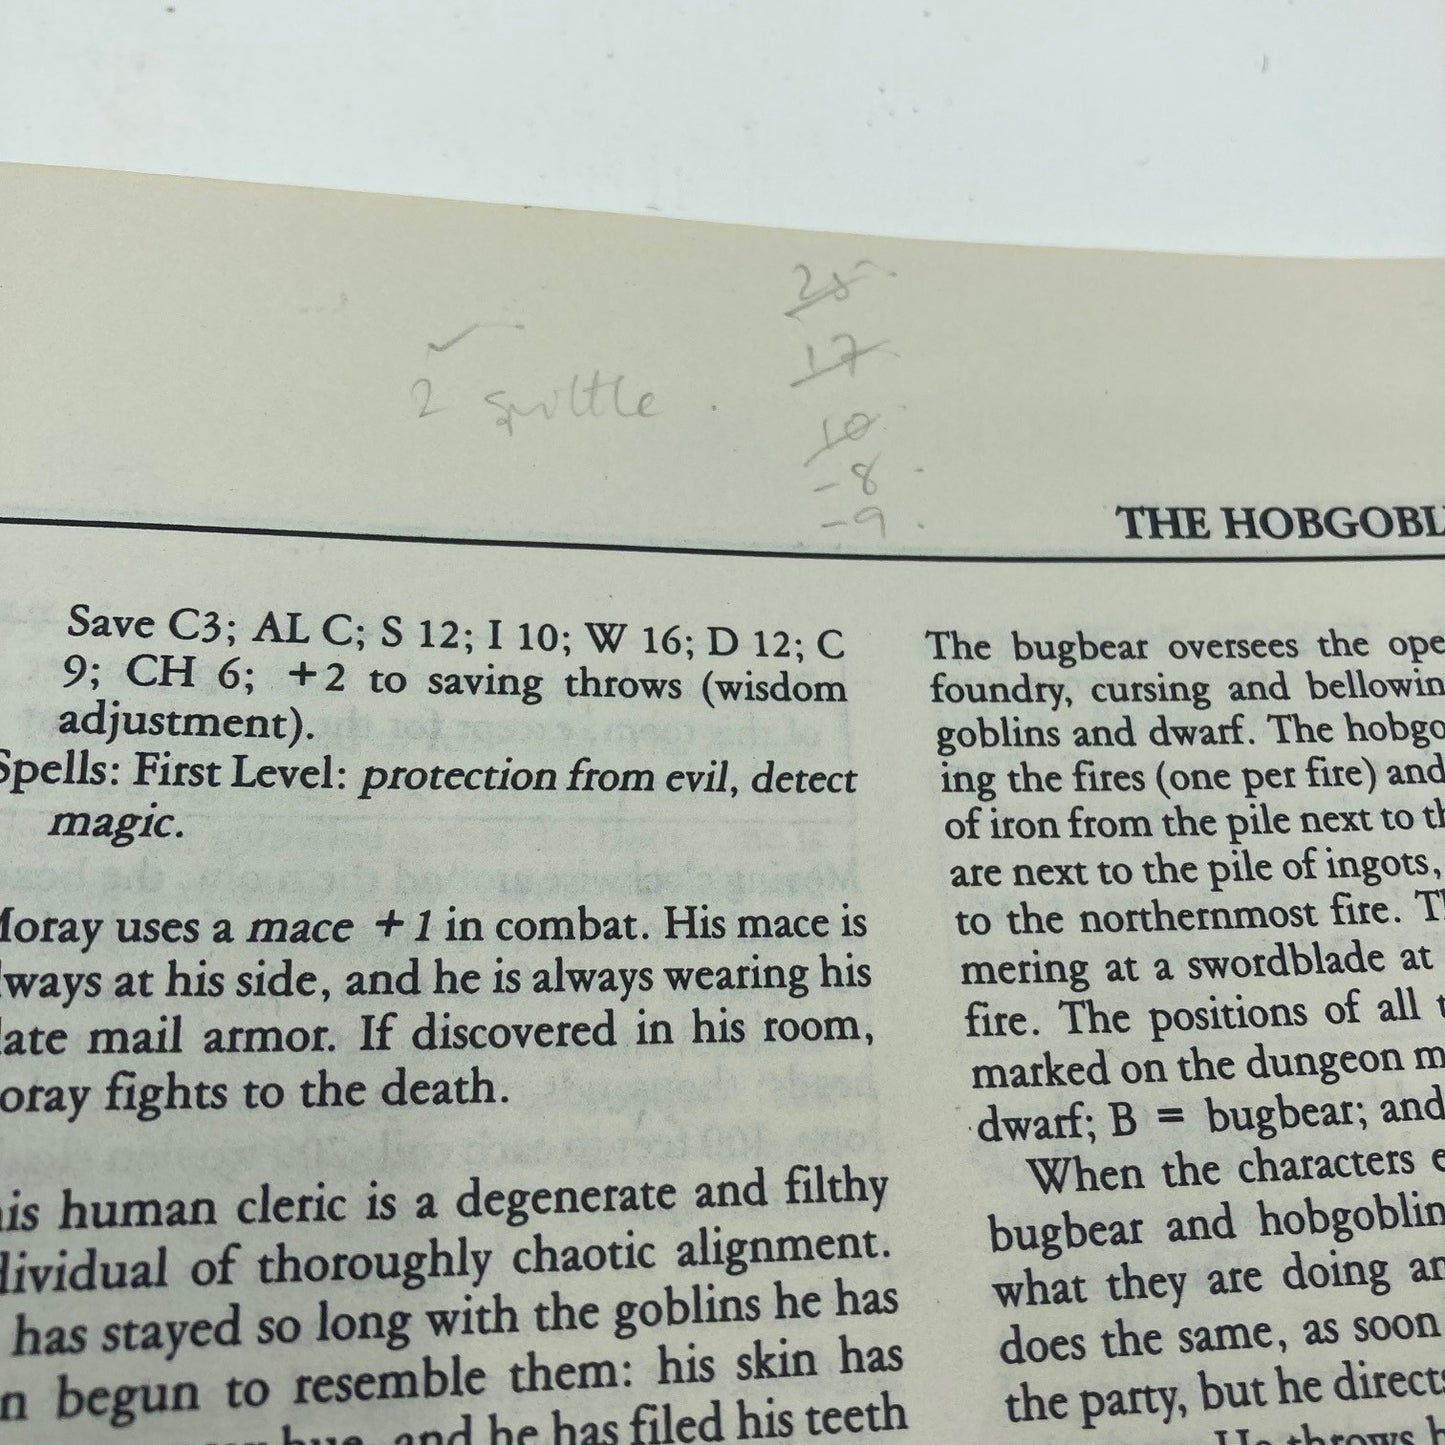 2 spittle .
25
17
10
-8
-9
THE HOBGOBL
Save C3; AL C; S 12; I 10; W 16; D 12; C
9; CH 6; +2 to saving throws (wisdom
adjustment).
Spells: First Level: protection from evil, detect
magic.
Moray uses a mace +1 in combat. His mace is
lways at his side, and he is always wearing his
late mail armor. If discovered in his room,
oray fights to the death.
is human cleric is a degenerate and filthy
dividual of thoroughly chaotic alignment.
has stayed so long with the goblins he has
n begun to resemble them: his skin has
hue, and he has filed his teeth
The bugbear oversees the ope
foundry, cursing and bellowin
goblins and dwarf. The hobgo
ing the fires (one per fire) and
of iron from the pile next to th
are next to the pile of ingots,
to the northernmost fire. Th
mering at a swordblade at
fire. The positions of all t
marked on the dungeon m
dwarf; B = bugbear; and
When the characters e
bugbear and hobgoblin
what they are doing an
does the same, as soon
the party, but he directs
He throws h